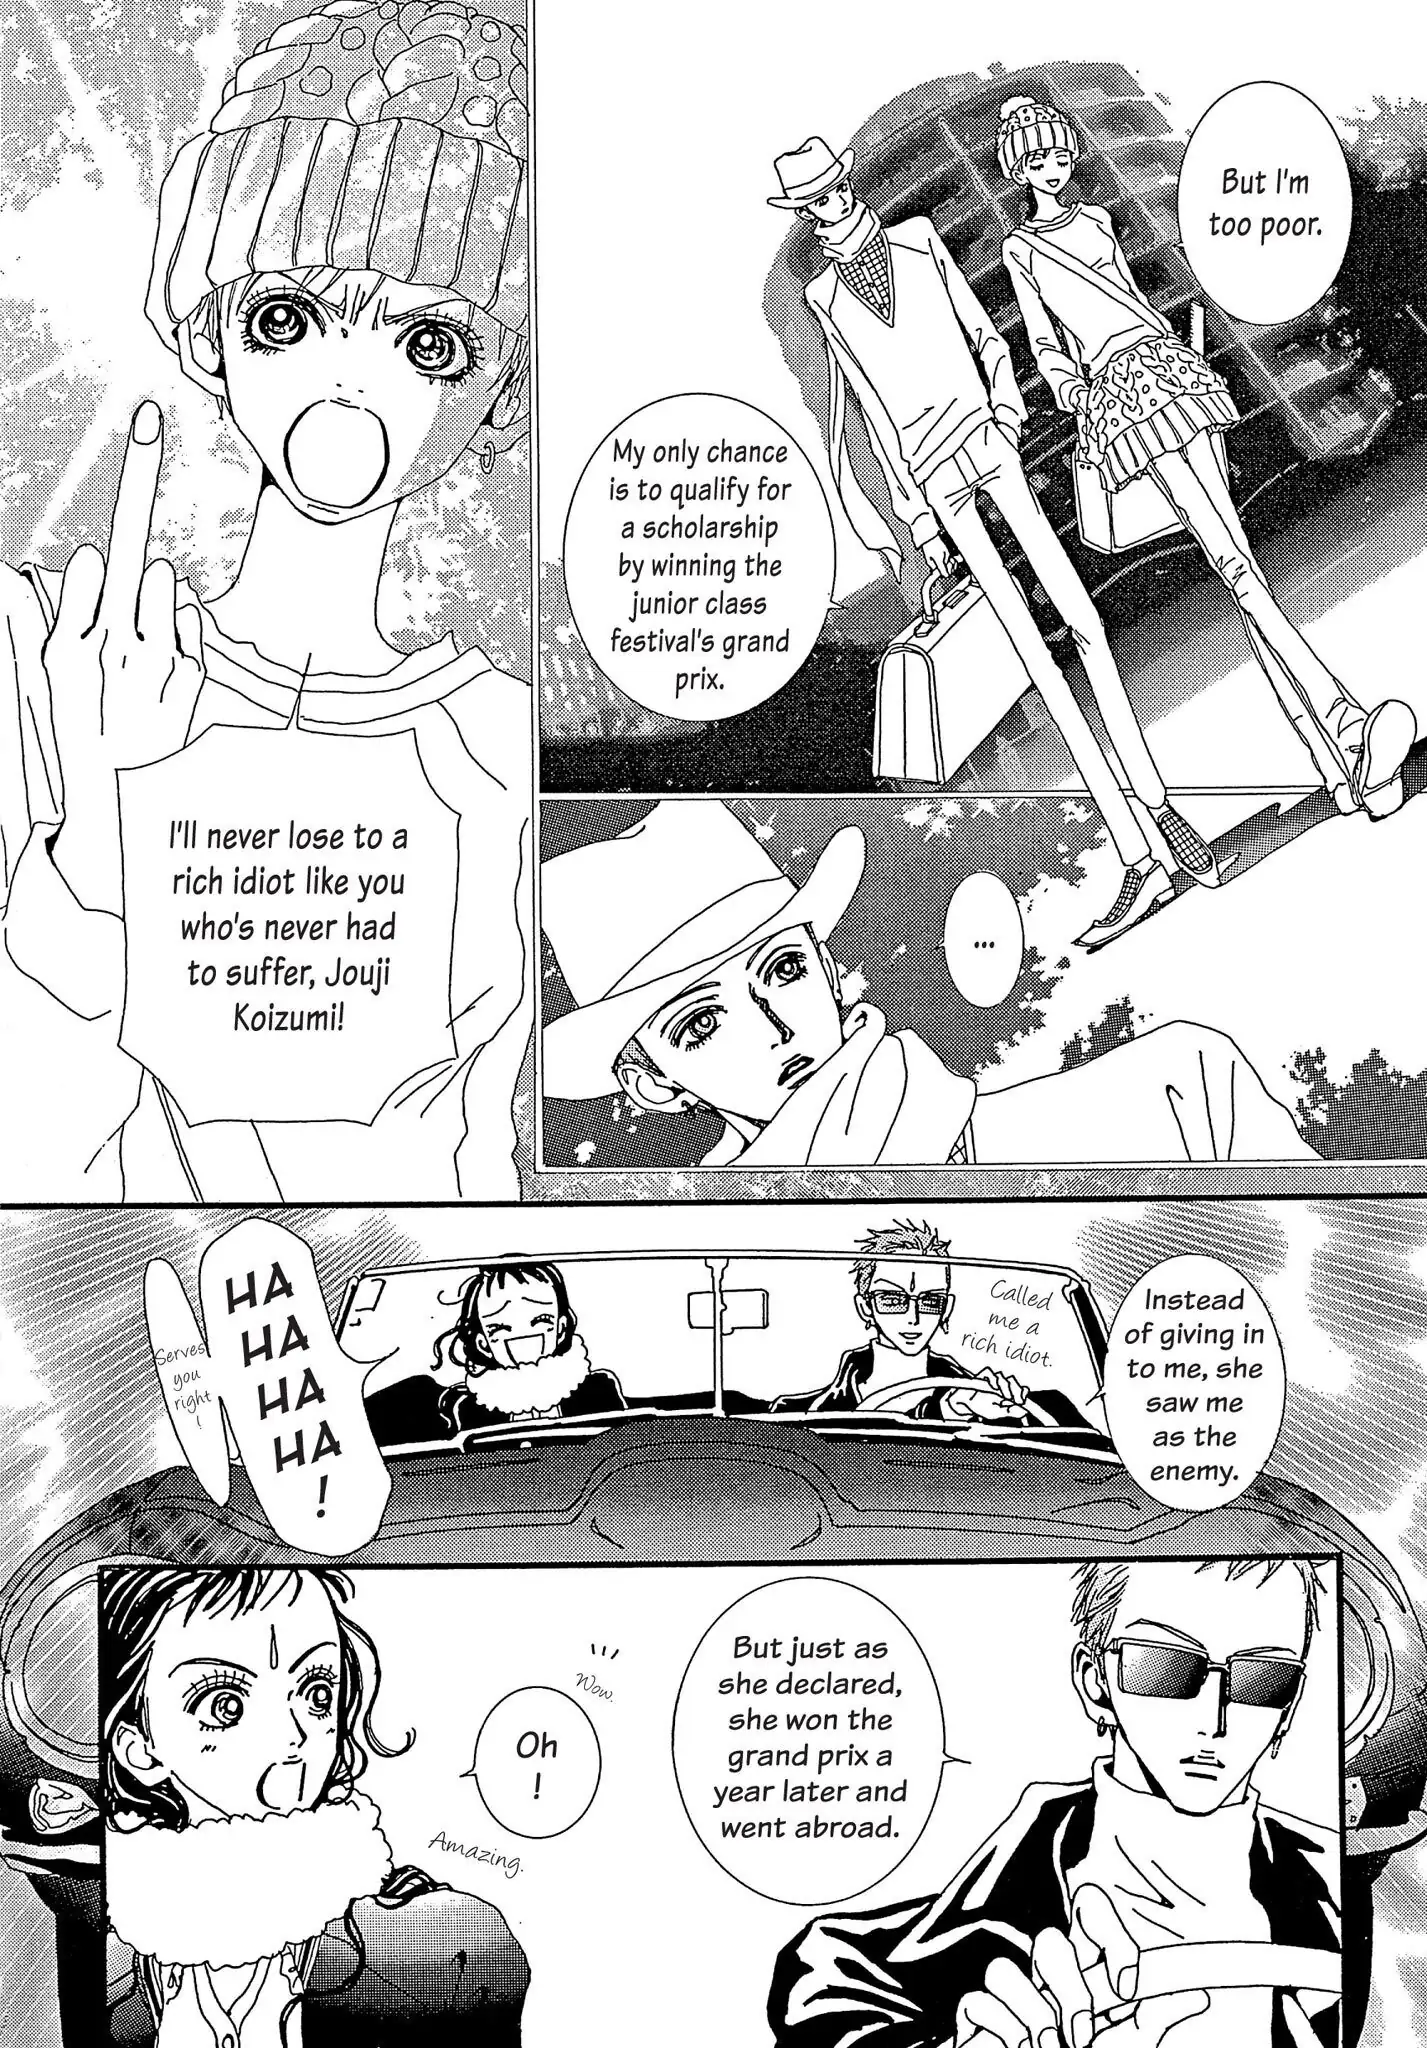 But I'm
too poor.
My only chance
is to qualify for
a scholarship
by winning the
junior class
festival's grand
prix.
...
I'll never lose to a
rich idiot like you
who's never had
to suffer, Jouji
Koizumi!
Instead
of giving in
to me, she
saw me
as the
enemy.
Called
me a
rich idiot.
HA
HA
HA
HA
!
Serves
you
right
!
But just as
she declared,
she won the
grand prix a
year later and
went abroad.
Wow.
Oh
!
Amazing.